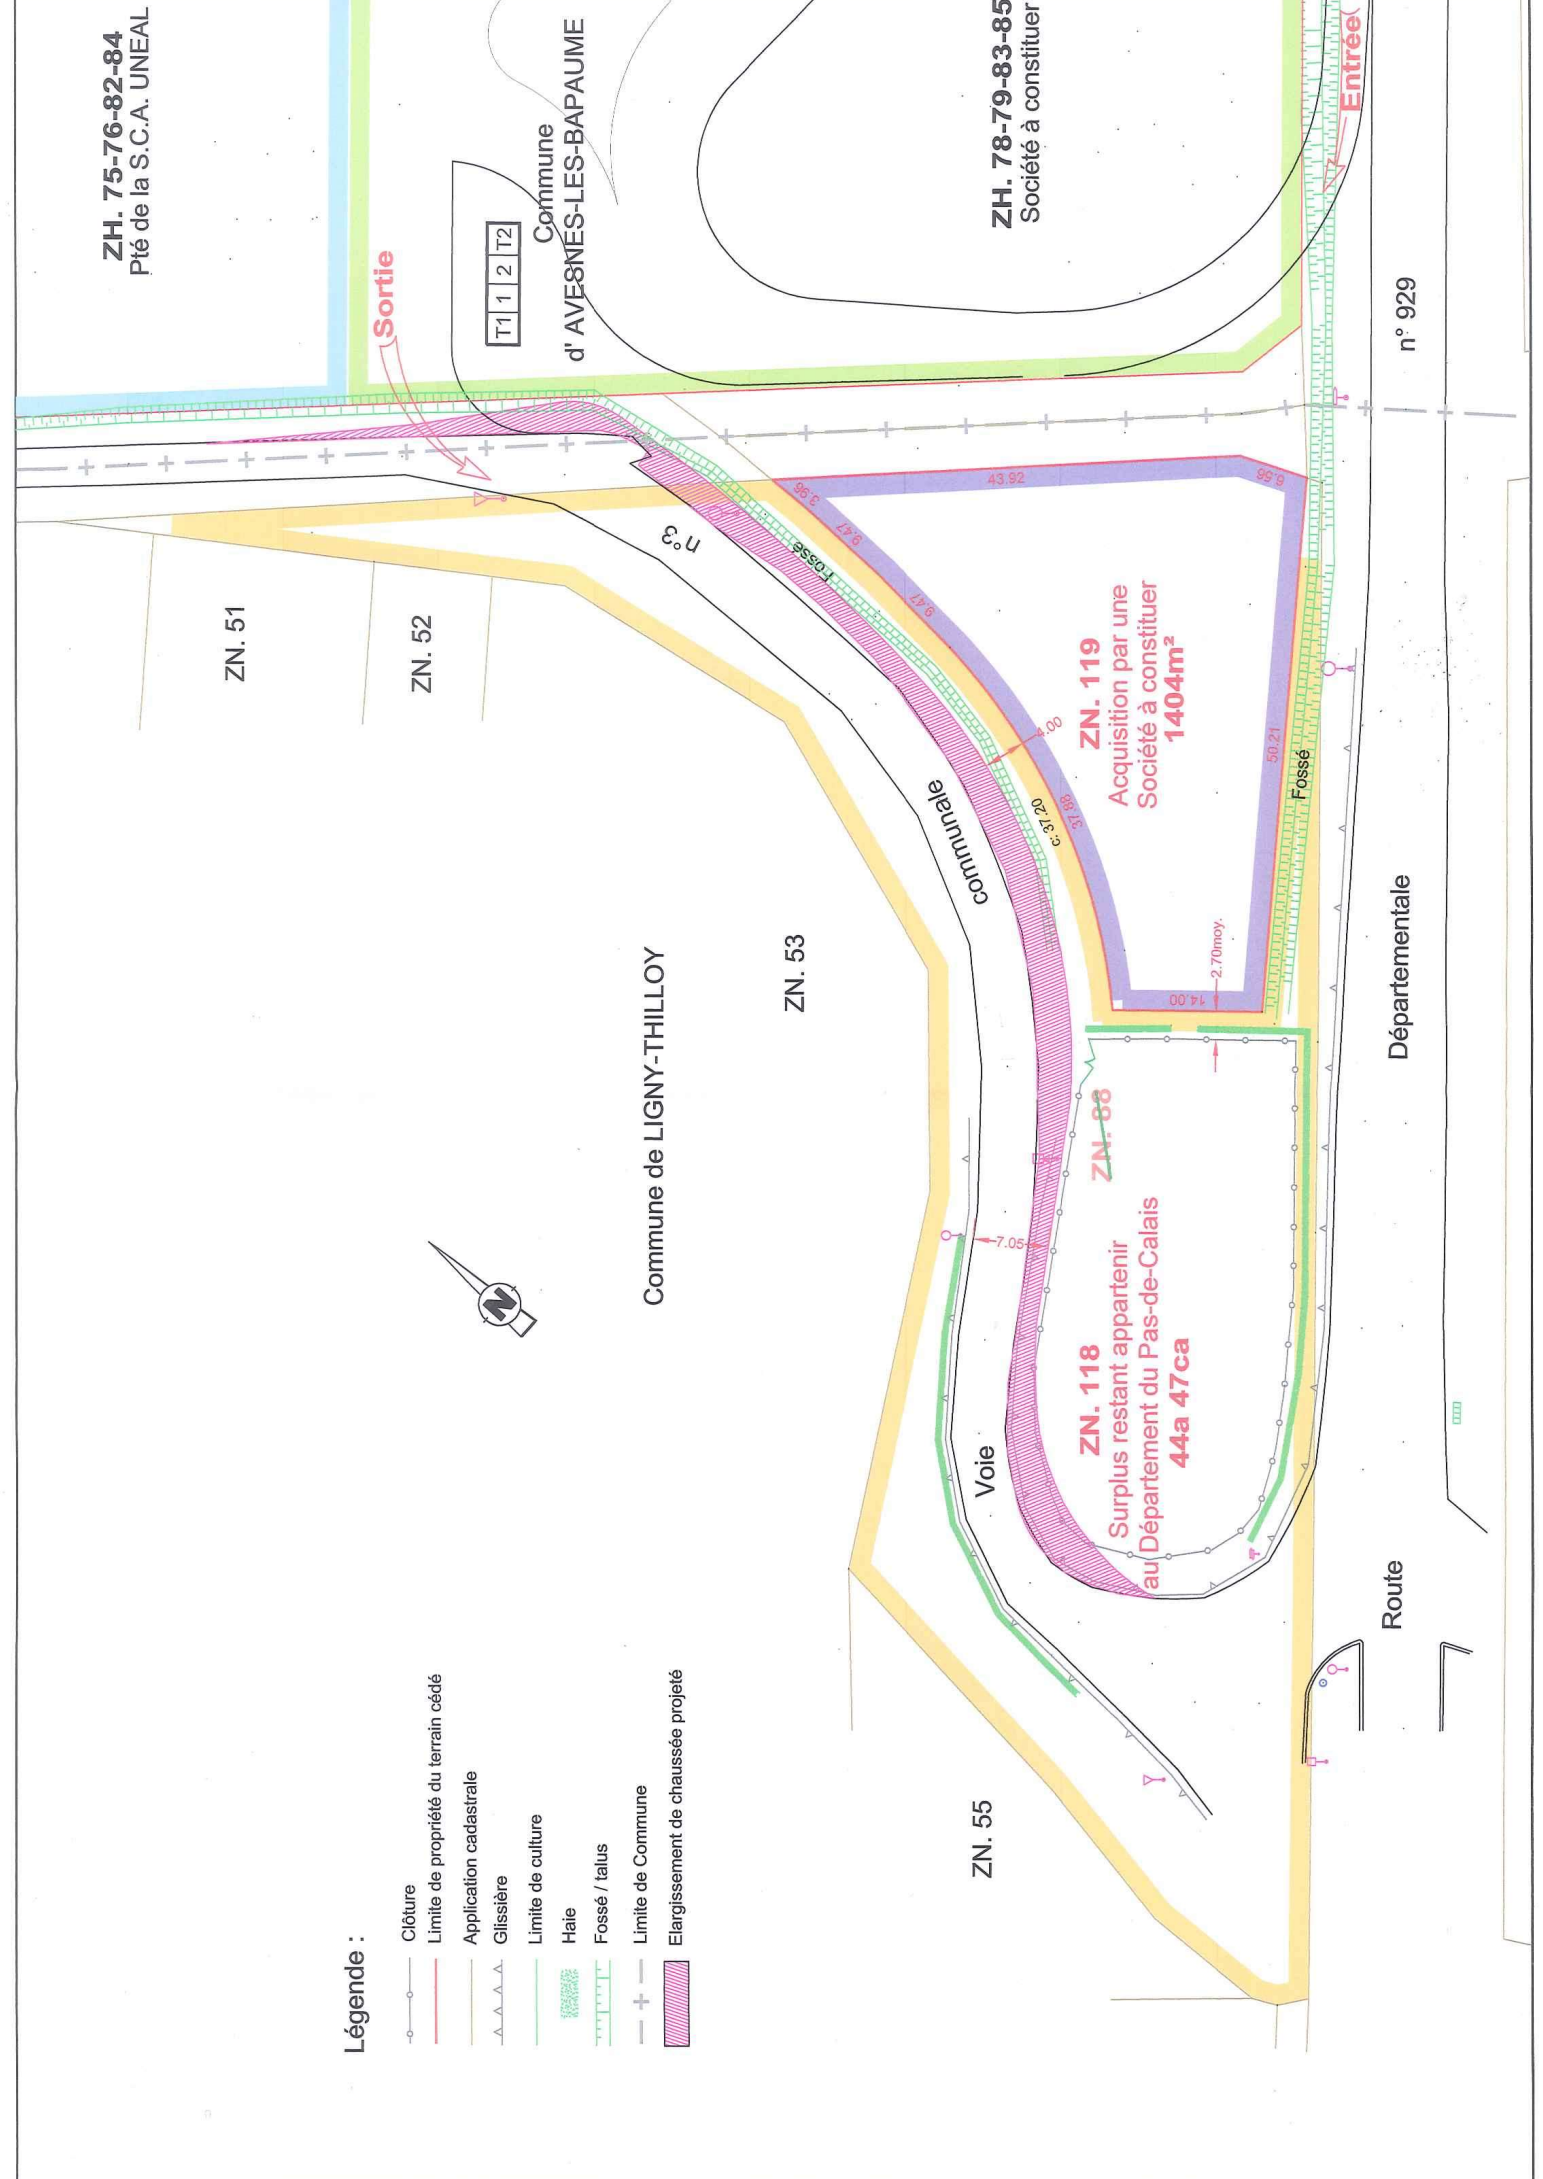 ZH. 75-76-82-84
Pté de la S.C.A. UNEAL
Sortie
T1 1 2 T2
Commune
d' AVESNES-LES-BAPAUME
ZH. 78-79-83-85
Société à constituer
Entrée
n° 929
ZN. 51
ZN. 52
n°3
Fossé
3.96
9.47
9.47
43.92
6.56
ZN. 119
Acquisition par une
Société à constituer
1404m²
4.00
37.88
c: 37.20
50.21
Fossé
14.00
2.70moy.
communale
ZN. 53
Commune de LIGNY-THILLOY
Départementale
ZN. 88
N
7.05
ZN. 118
Surplus restant appartenir
au Département du Pas-de-Calais
44a 47ca
Voie
Route
ZN. 55
Légende :
Clôture
Limite de propriété du terrain cédé
Application cadastrale
Glissière
Limite de culture
Haie
Fossé / talus
Limite de Commune
Elargissement de chaussée projeté